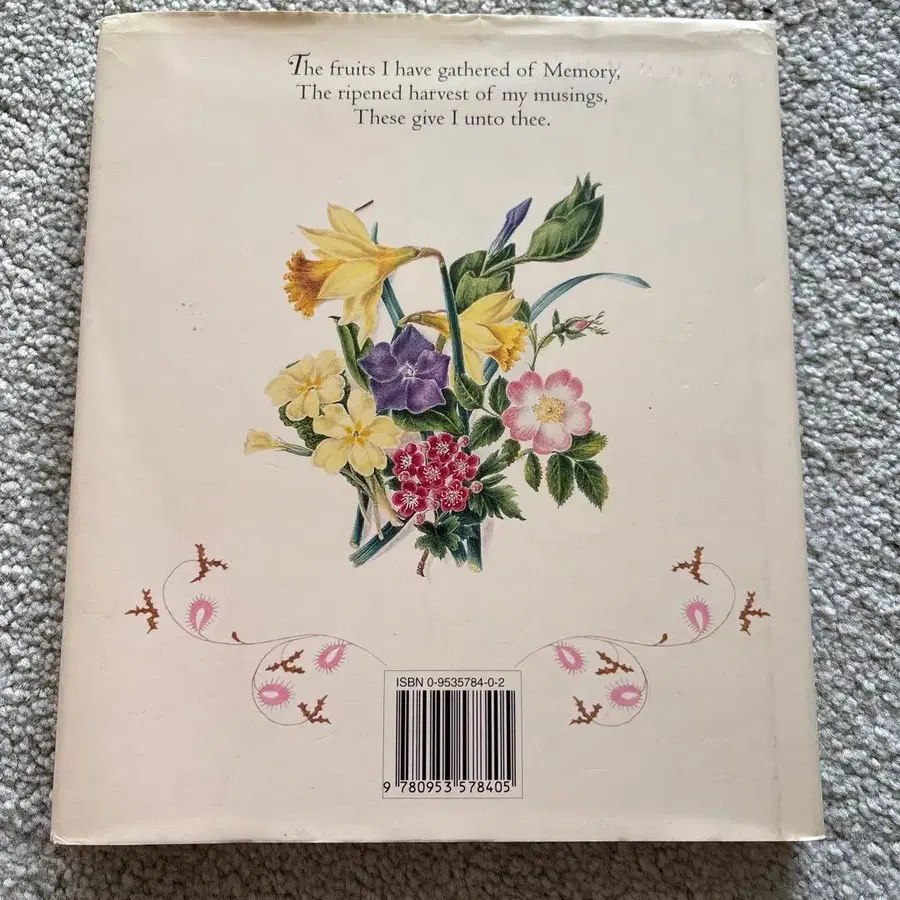 The fruits I have gathered of Memory,
The ripened harvest of my musings,
These give I unto thee.
ISBN 0-9535784-0-2
9 780953 578405